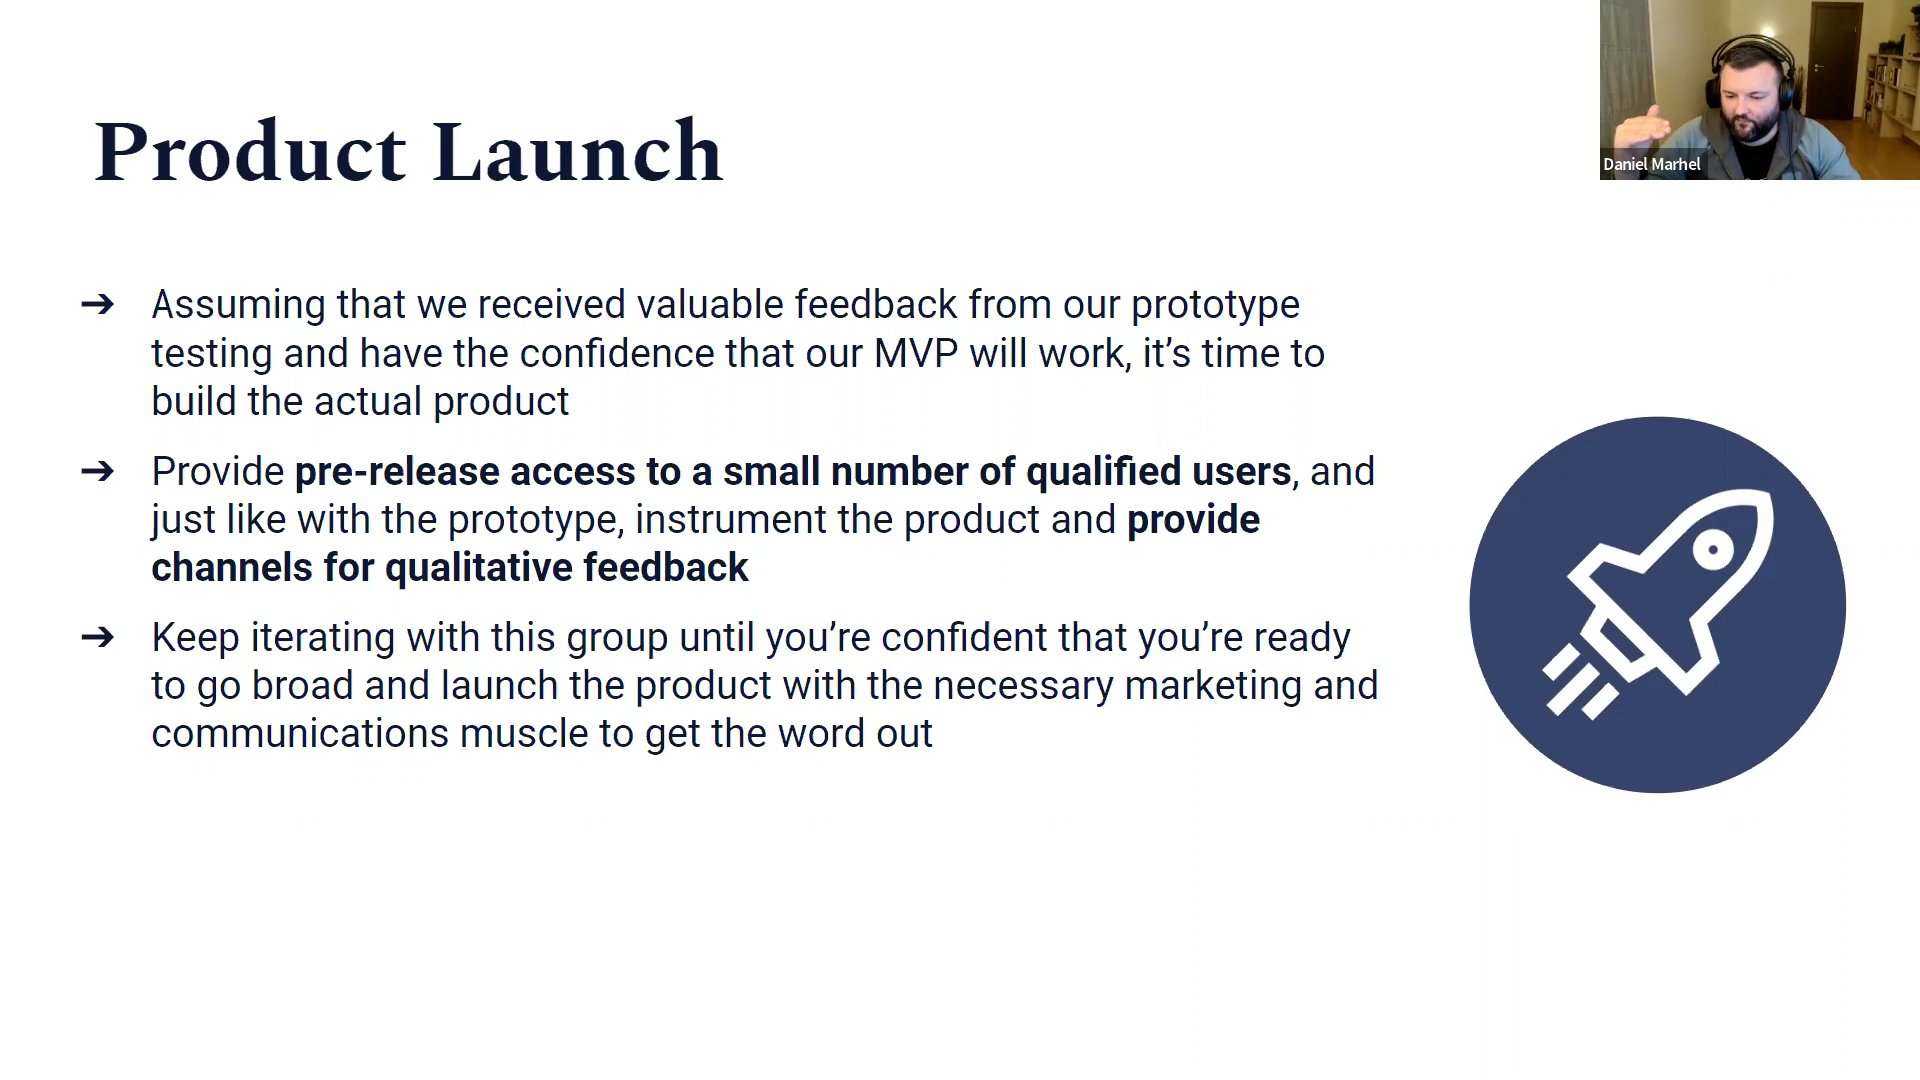 Product Launch
Daniel Marhel
➔ Assuming that we received valuable feedback from our prototype
testing and have the confidence that our MVP will work, it’s time to
build the actual product
➔ Provide pre-release access to a small number of qualified users, and
just like with the prototype, instrument the product and provide
channels for qualitative feedback
➔ Keep iterating with this group until you’re confident that you’re ready
to go broad and launch the product with the necessary marketing and
communications muscle to get the word out